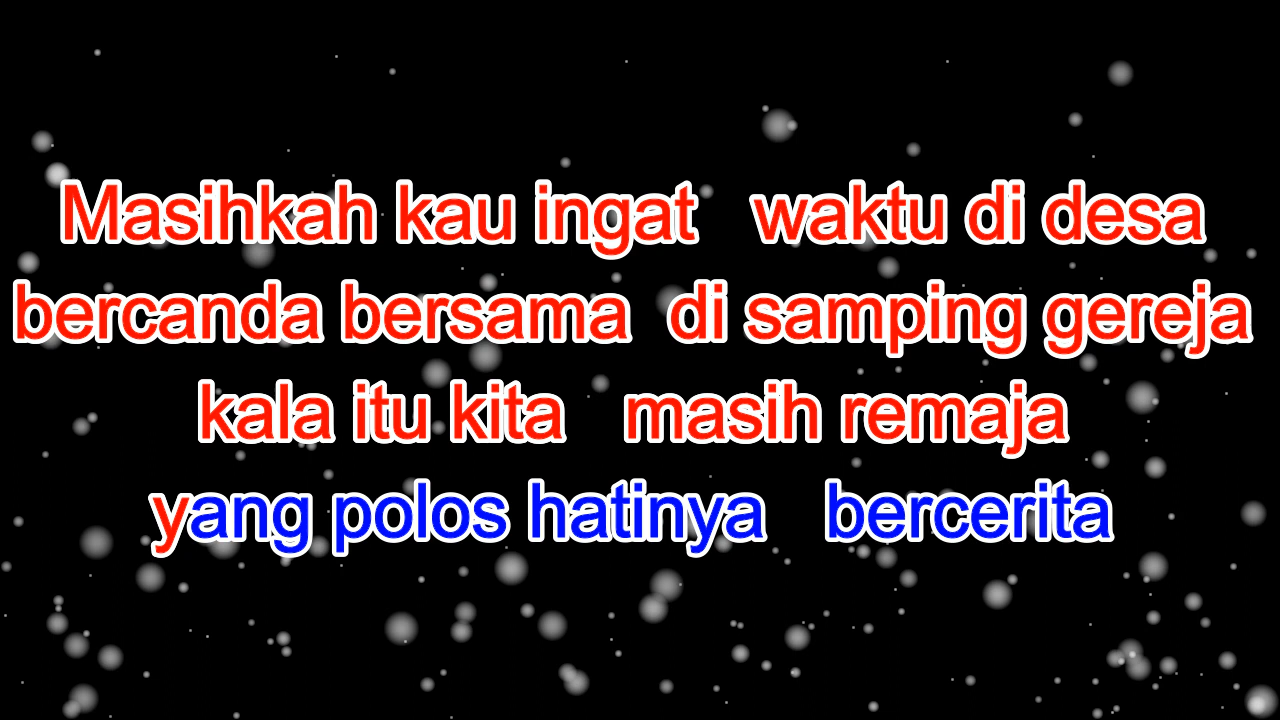 Masihkah kau ingat waktu di desa
bercanda bersama di samping gereja
kala itu kita masih remaja
yang polos hatinya bercerita